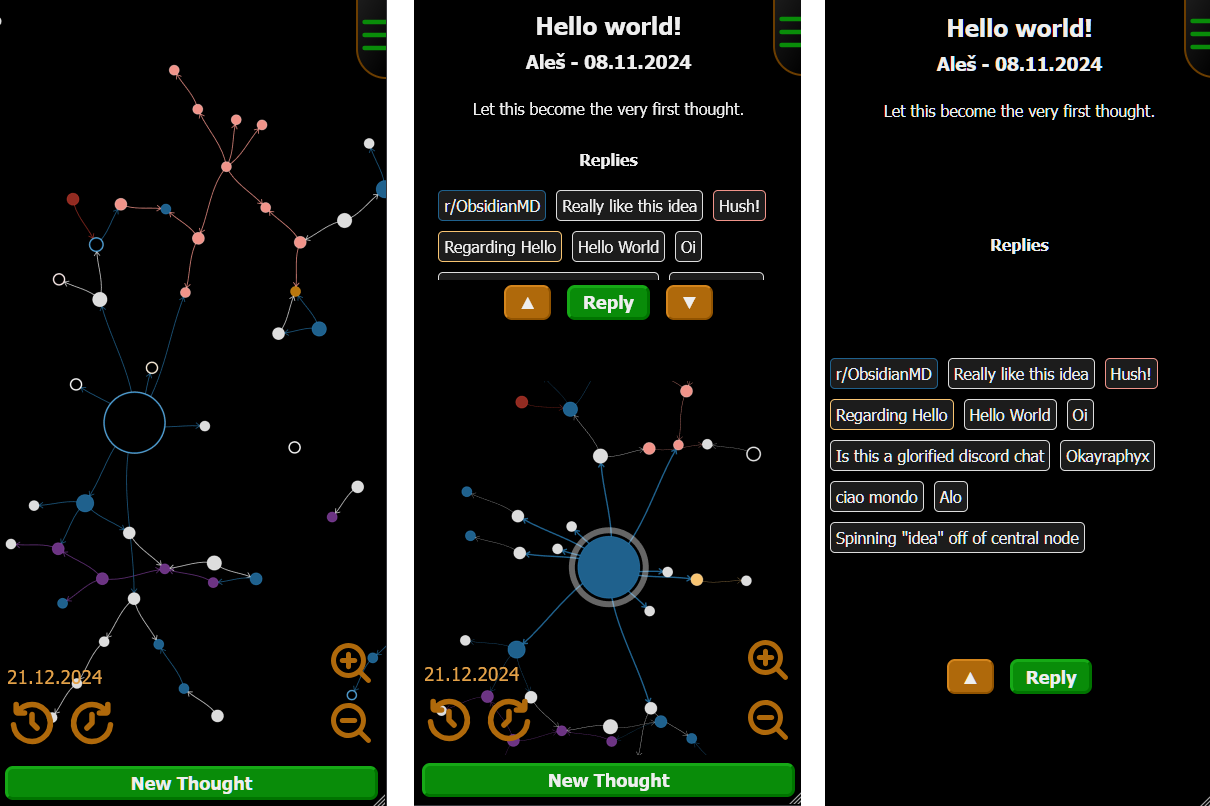 21.12.2024
New Thought
Hello world!
Aleš - 08.11.2024
Let this become the very first thought.
Replies
r/ObsidianMD Really like this idea Hush!
Regarding Hello Hello World Oi
▲ Reply ▼
21.12.2024
New Thought
Hello world!
Aleš - 08.11.2024
Let this become the very first thought.
Replies
r/ObsidianMD Really like this idea Hush!
Regarding Hello Hello World Oi
Is this a glorified discord chat Okayraphyx
ciao mondo Alo
Spinning "idea" off of central node
▲ Reply